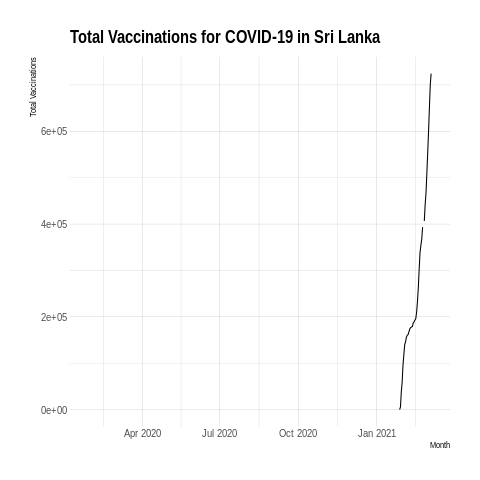 Total Vaccinations for COVID-19 in Sri Lanka
Total Vaccinations
6e+05
4e+05
2e+05
0e+00
Apr 2020 Jul 2020 Oct 2020 Jan 2021
Month